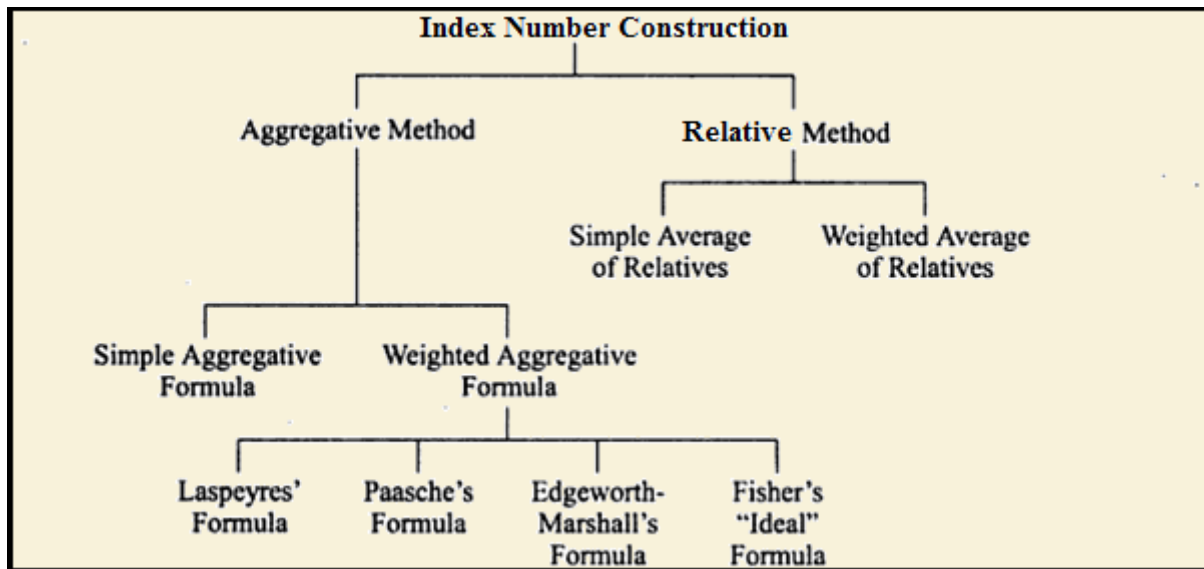 Index Number Construction
Aggregative Method
Relative Method
Simple Average
of Relatives
Weighted Average
of Relatives
Simple Aggregative
Formula
Weighted Aggregative
Formula
Laspeyres'
Formula
Paasche's
Formula
Edgeworth-
Marshall's
Formula
Fisher's
"Ideal"
Formula